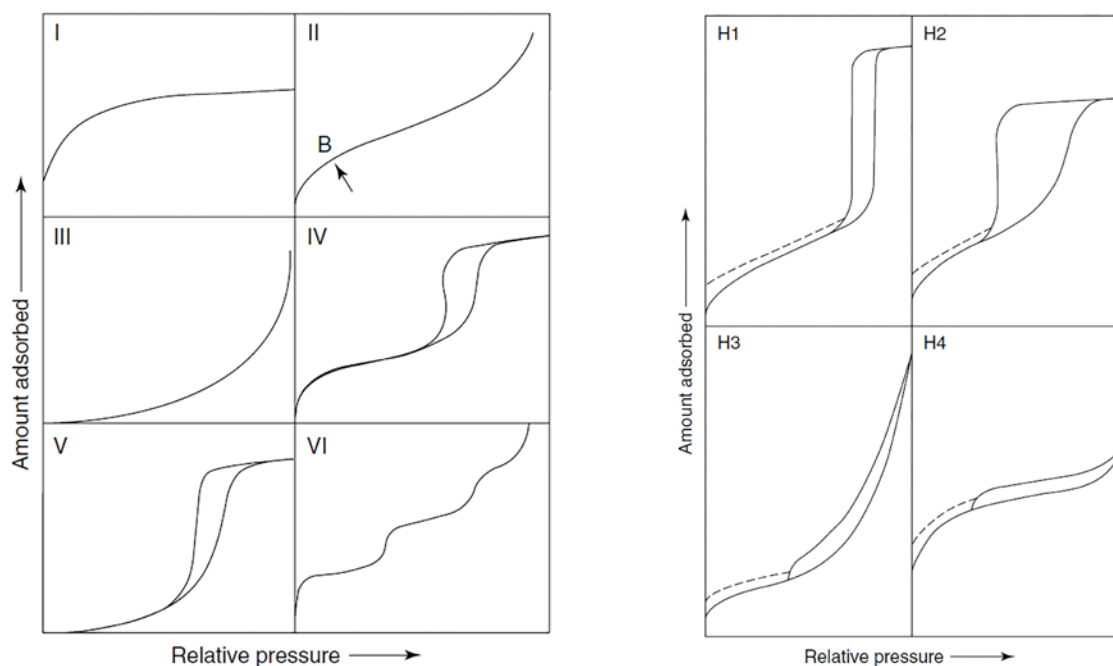 I
II
B
III
IV
V
VI
Amount adsorbed
Relative pressure
H1
H2
H3
H4
Amount adsorbed
Relative pressure